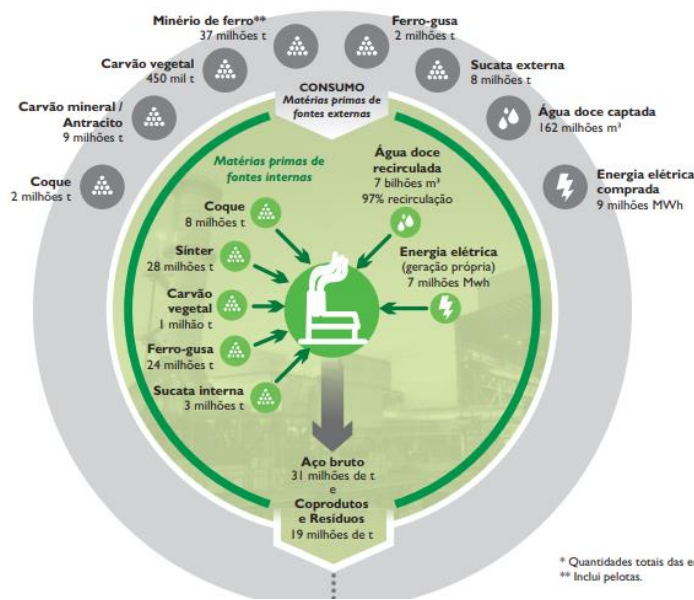 Minério de ferro**
37 milhões t
Ferro-gusa
2 milhões t
Carvão vegetal
450 mil t
Sucata externa
8 milhões t
Carvão mineral /
Antracito
9 milhões t
Água doce captada
162 milhões m³
Coque
2 milhões t
Energia elétrica
comprada
9 milhões MWh
CONSUMO
Matérias primas de
fontes externas
Matérias primas de
fontes internas
Água doce
recirculada
7 bilhões m³
97% recirculação
Coque
8 milhões t
Sínter
28 milhões t
Energia elétrica
(geração própria)
7 milhões Mwh
Carvão
vegetal
1 milhão t
Ferro-gusa
24 milhões t
Sucata interna
3 milhões t
Aço bruto
31 milhões de t
e
Coprodutos
e Resíduos
19 milhões de t
* Quantidades totais das
** Inclui pelotas.